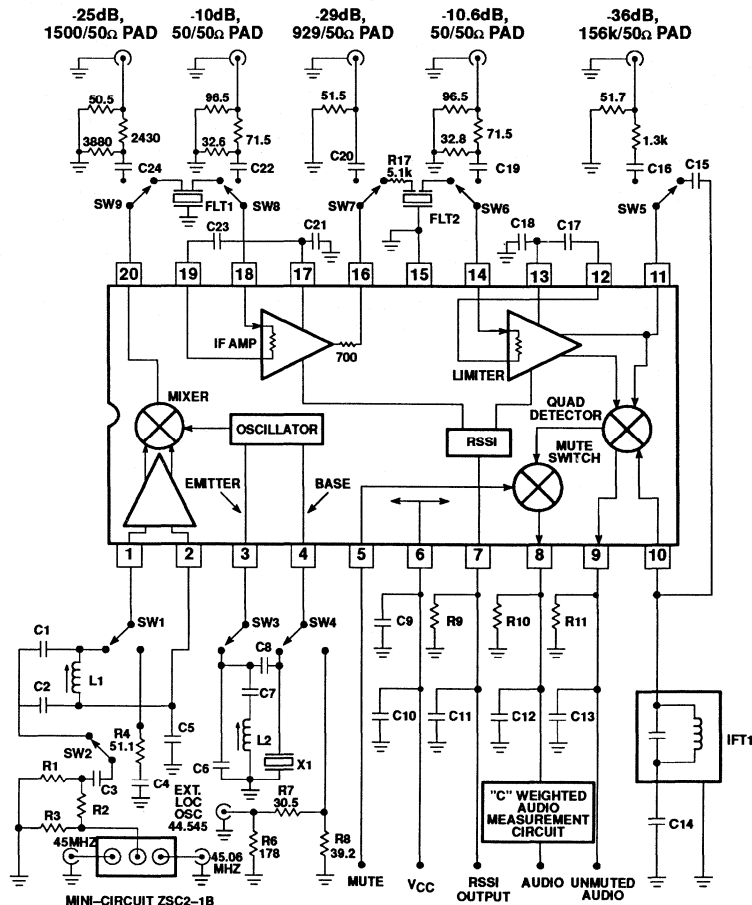 -25dB, -10dB, -29dB, -10.6dB, -36dB,
1500/50Ω PAD 50/50Ω PAD 929/50Ω PAD 50/50Ω PAD 156k/50Ω PAD
50.5 96.5 51.5 96.5 51.7
3880 2430 32.6 71.5 32.8 71.5 1.3k
C24 C22 C20 R17 5.1k C19 C16 C15
SW9 FLT1 SW8 SW7 FLT2 SW6 SW5
C23 C21 C18 C17
20 19 18 17 16 15 14 13 12 11
IF AMP 700 LIMITER
MIXER
QUAD
DETECTOR
OSCILLATOR RSSI
MUTE
SWITCH
EMITTER BASE
1 2 3 4 5 6 7 8 9 10
SW1 SW3 SW4 C9 R9 R10 R11
C1 L1 C8
C2 C7
R4
51.1 C5 L2 C10 C11 C12 C13 IFT1
SW2 C6 X1
R1 C3 C4
R2
R3
EXT.
LOC
OSC
44.545
R7
30.5
R6
178
R8
39.2
"C" WEIGHTED
AUDIO
MEASUREMENT
CIRCUIT
C14
45MHZ 45.06
MHZ
MUTE VCC RSSI
OUTPUT AUDIO UNMUTED
AUDIO
MINI–CIRCUIT ZSC2–1B